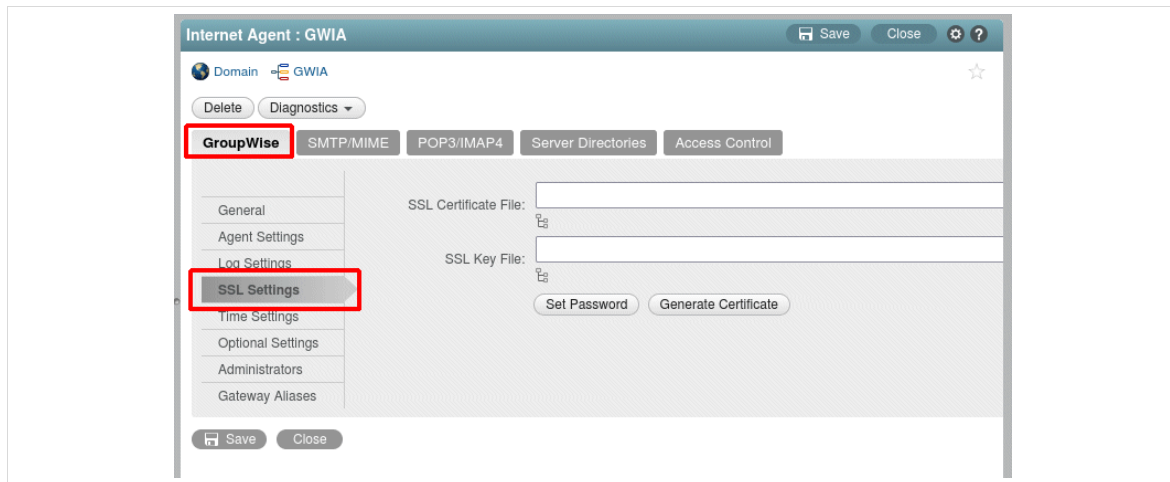 Internet Agent : GWIA Save Close ?
Domain GWIA
Delete Diagnostics
GroupWise SMTP/MIME POP3/IMAP4 Server Directories Access Control
SSL Certificate File:
General
Agent Settings
SSL Key File:
Log Settings
SSL Settings
Set Password Generate Certificate
Time Settings
Optional Settings
Administrators
Gateway Aliases
Save Close